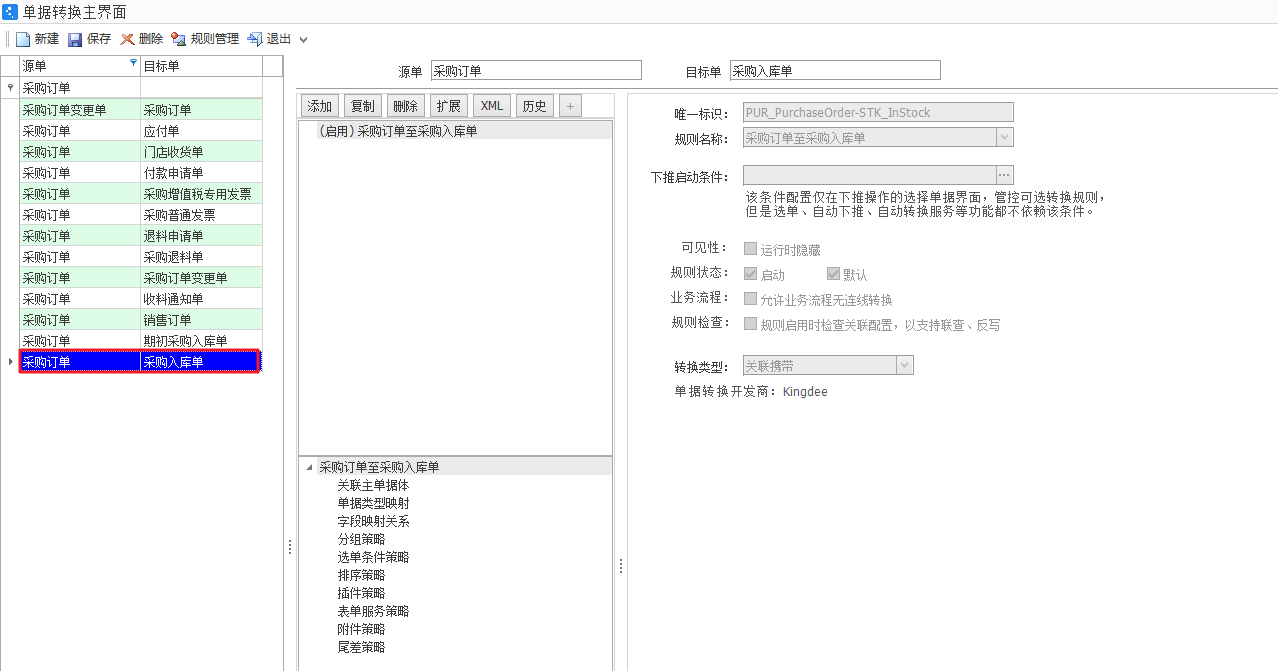 单据转换主界面
新建 保存 删除 规则管理 退出
源单 目标单
采购订单
采购订单变更单 采购订单
采购订单 应付单
采购订单 门店收货单
采购订单 付款申请单
采购订单 采购增值税专用发票
采购订单 采购普通发票
采购订单 退料申请单
采购订单 采购退料单
采购订单 采购订单变更单
采购订单 收料通知单
采购订单 销售订单
采购订单 期初采购入库单
采购订单 采购入库单
源单 采购订单 目标单 采购入库单
添加 复制 删除 扩展 XML 历史 +
(启用) 采购订单至采购入库单
采购订单至采购入库单
关联主单据体
单据类型映射
字段映射关系
分组策略
选单条件策略
排序策略
插件策略
表单服务策略
附件策略
尾差策略
唯一标识： PUR_PurchaseOrder-STK_InStock
规则名称： 采购订单至采购入库单
下推启动条件： ...
该条件配置仅在下推操作的选择单据界面，管控可选转换规则，
但是选单、自动下推、自动转换服务等功能都不依赖该条件。
可见性： 运行时隐藏
规则状态： 启动 默认
业务流程： 允许业务流程无连线转换
规则检查： 规则启用时检查关联配置，以支持联查、反写
转换类型： 关联携带
单据转换开发商： Kingdee